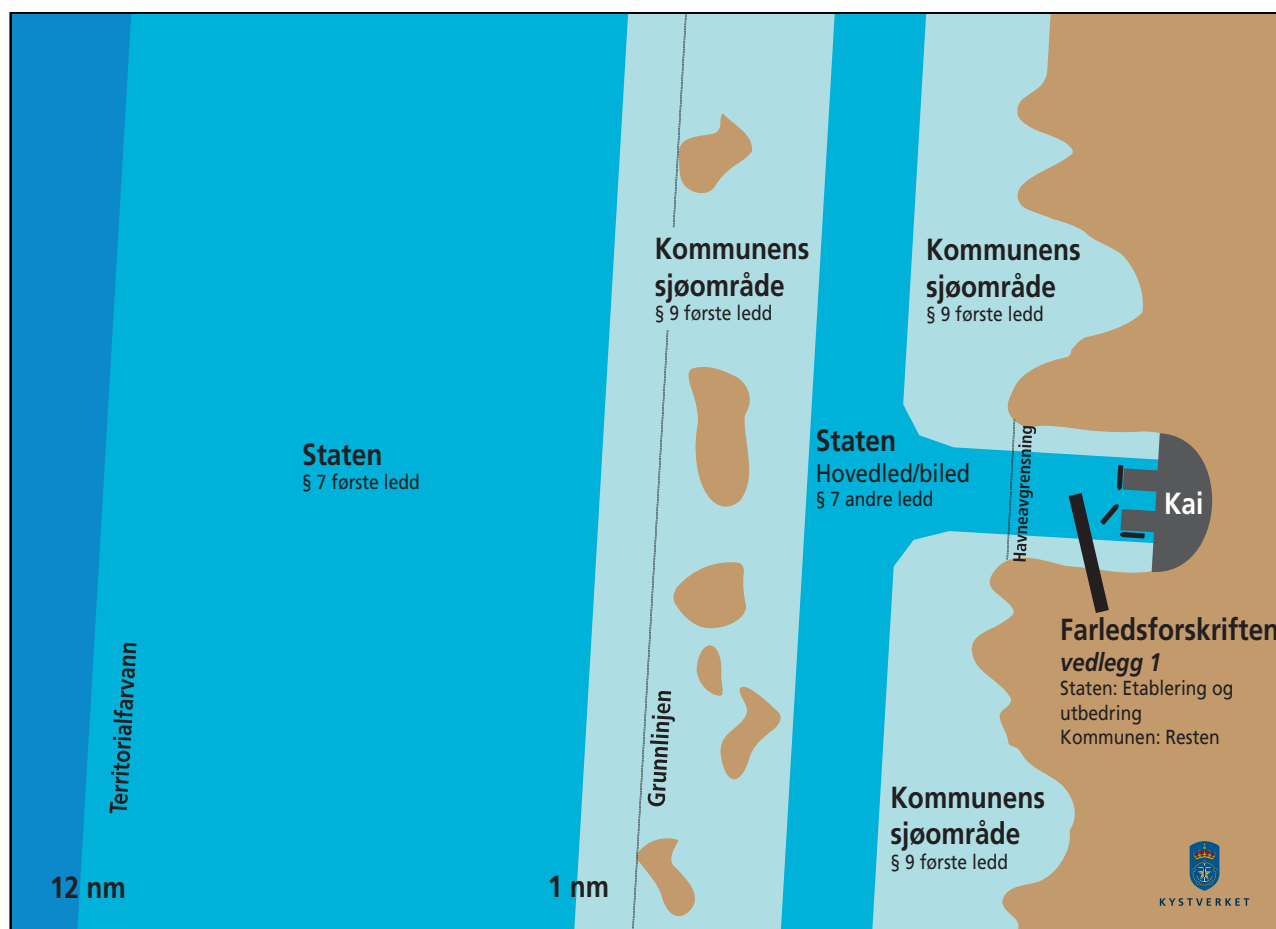 Kommunens
sjøområde
§ 9 første ledd
Kommunens
sjøområde
§ 9 første ledd
Staten
§ 7 første ledd
Staten
Hovedled/biled
§ 7 andre ledd
Havneavgrensning
Kai
Farledsforskriften
vedlegg 1
Staten: Etablering og
utbedring
Kommunen: Resten
Territorialfarvann
Grunnlinjen
Kommunens
sjøområde
§ 9 første ledd
12 nm
1 nm
KYSTVERKET